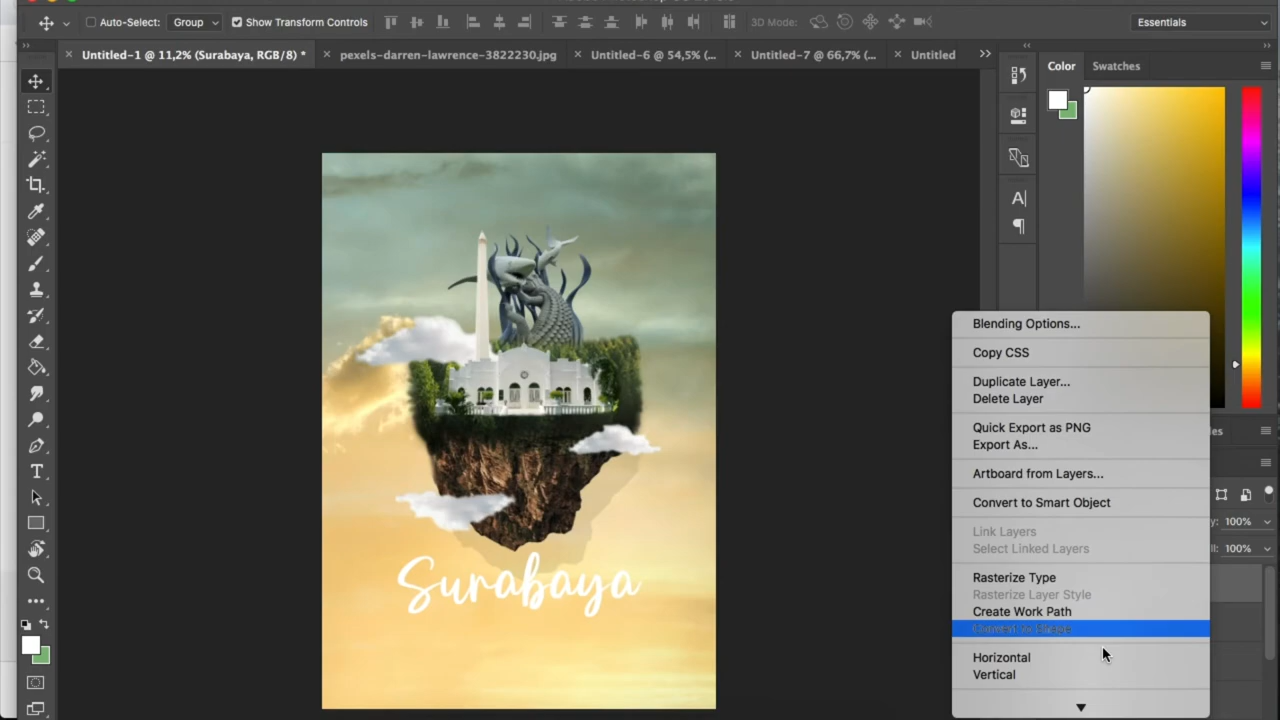 Auto-Select:
Group
Show Transform Controls
3D Mode:
Essentials
Untitled-1 @ 11,2% (Surabaya, RGB/8) *
pexels-darren-lawrence-3822230.jpg
Untitled-6 @ 54,5% (...
Untitled-7 @ 66,7% (...
Untitled
Color
Swatches
Blending Options...
Copy CSS
Duplicate Layer...
Delete Layer
Quick Export as PNG
Export As...
Artboard from Layers...
Convert to Smart Object
Link Layers
Select Linked Layers
Rasterize Type
Rasterize Layer Style
Create Work Path
Convert to Shape
Horizontal
Vertical
100%
100%
Surabaya